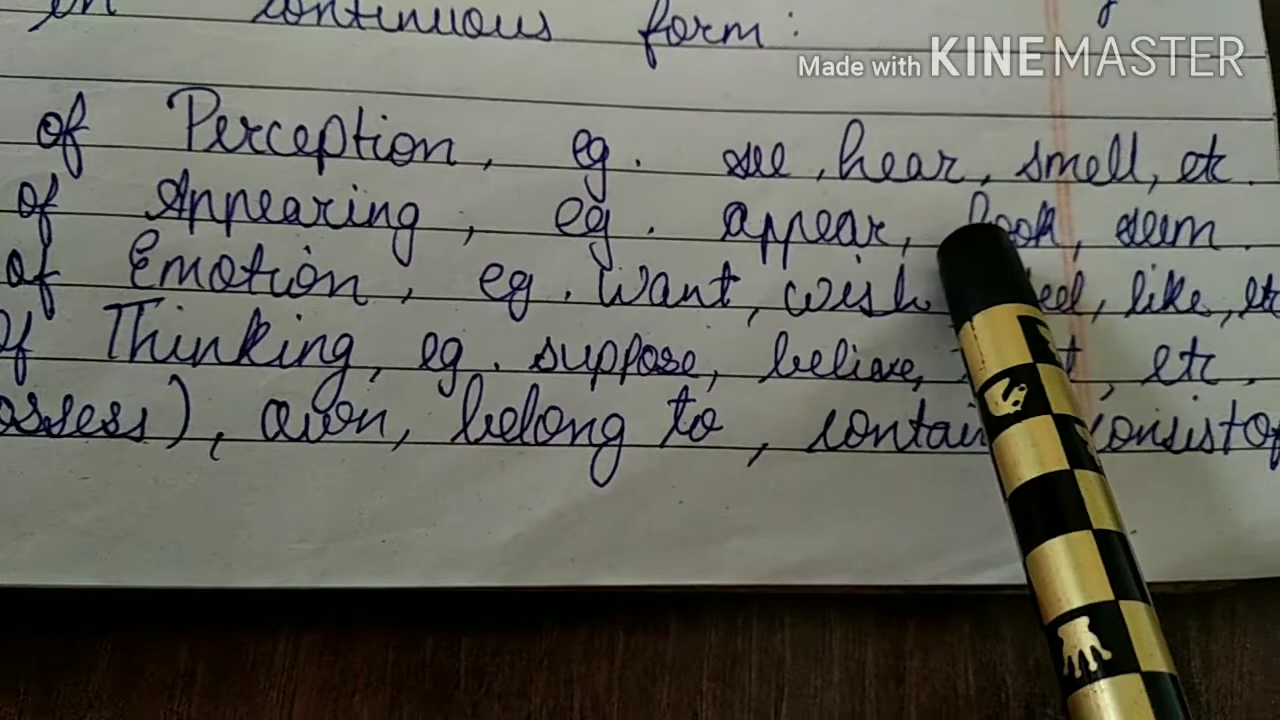 in continuous form:
Made with KINEMASTER
of Perception, eg. see, hear, smell, etc.
of Appearing, eg. appear, look, seem.
of Emotion, eg. want, wish, feel, like, etc
of Thinking, eg. suppose, believe, etc.
ossess), own, belong to, contain consist of